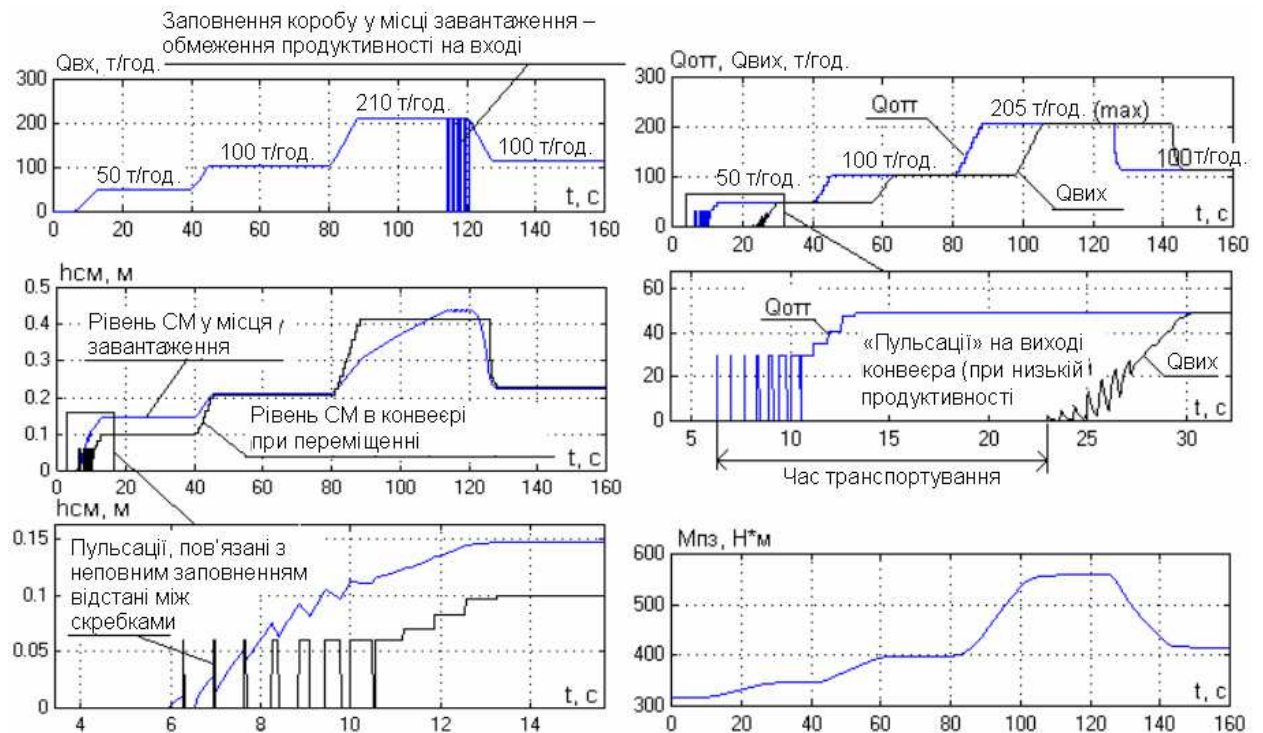 Заповнення коробу у місці завантаження –
обмеження продуктивності на вході
Qвх, т/год.
300
200
100
0
50 т/год.
100 т/год.
210 т/год.
100 т/год.
t, с
0 20 40 60 80 100 120 140 160
Qотт, Qвих, т/год.
300
200
100
0
50 т/год.
100 т/год.
Qотт
205 т/год. (max)
100 т/год.
Qвих
t, с
0 20 40 60 80 100 120 140 160
hсм, м
0.5
0.4
0.3
0.2
0.1
0
Рівень СМ у місця
завантаження
Рівень СМ в конвеєрі
при переміщенні
t, с
0 20 40 60 80 100 120 140 160
60
40
20
0
Qотт
«Пульсації» на виході
конвеєра (при низькій
продуктивності
Qвих
t, с
5 10 15 20 25 30
Час транспортування
hсм, м
0.15
0.1
0.05
0
Пульсації, пов'язані з
неповним заповненням
відстані між
скребками
t, с
4 6 8 10 12 14
Мпз, Н*м
600
500
400
300
t, с
0 20 40 60 80 100 120 140 160